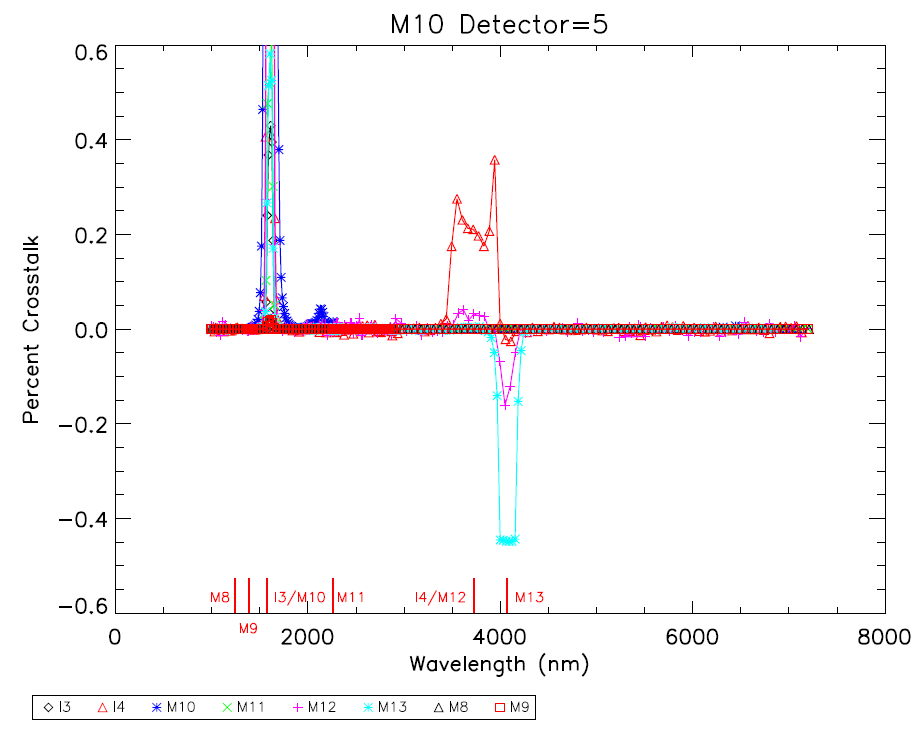 M10 Detector=5
Percent Crosstalk
0.6
0.4
0.2
0.0
−0.2
−0.4
−0.6
M8
I3/M10
M11
I4/M12
M13
M9
0 2000 4000 6000 8000
Wavelength (nm)
I3 I4 M10 M11 M12 M13 M8 M9